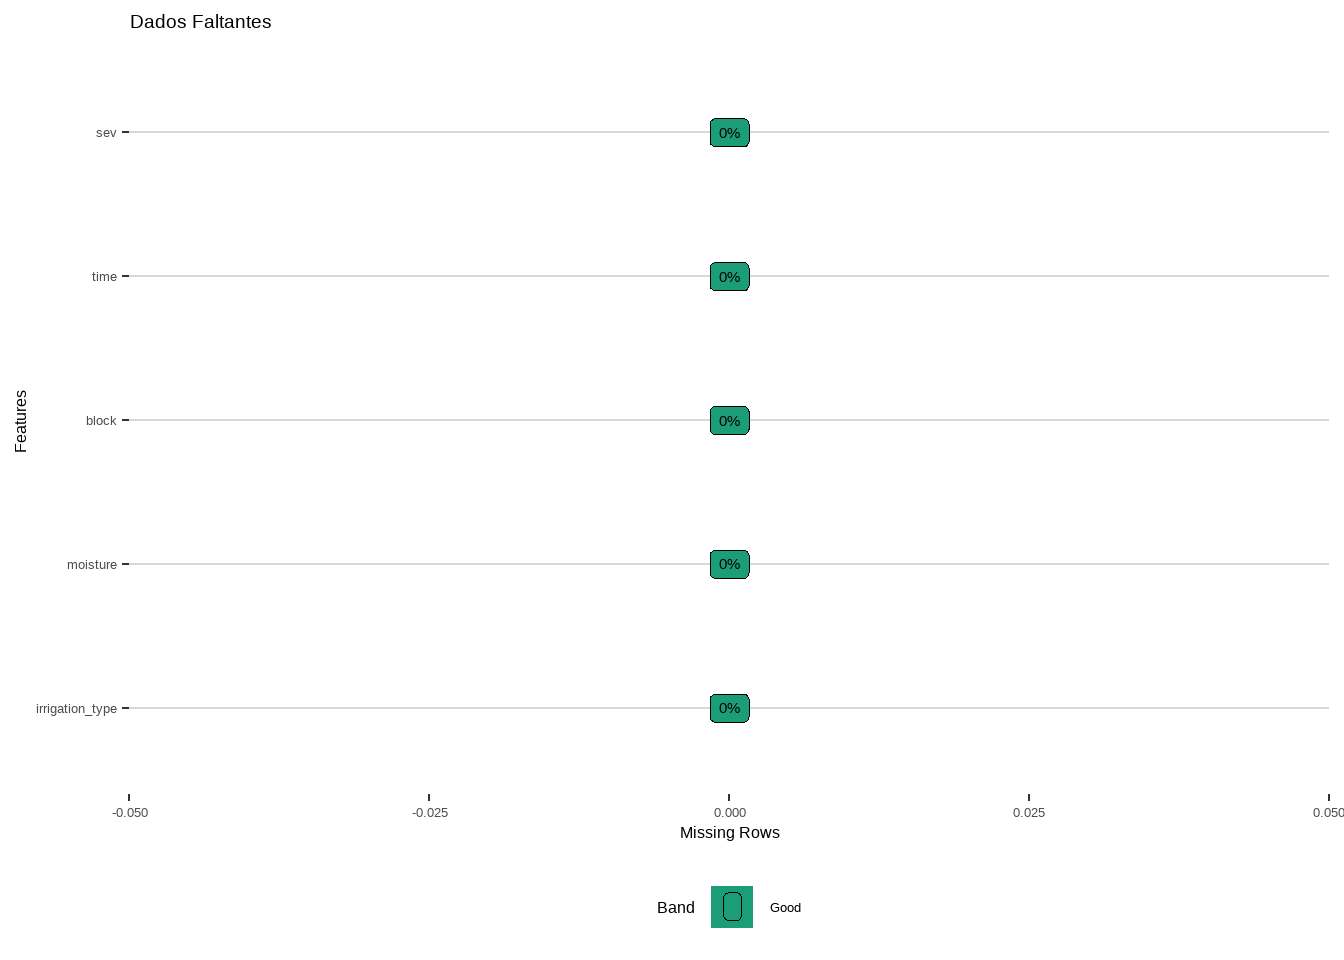 Dados Faltantes
sev
0%
time
0%
Features
block
0%
moisture
0%
irrigation_type
0%
-0.050
-0.025
0.000
0.025
0.050
Missing Rows
Band
Good